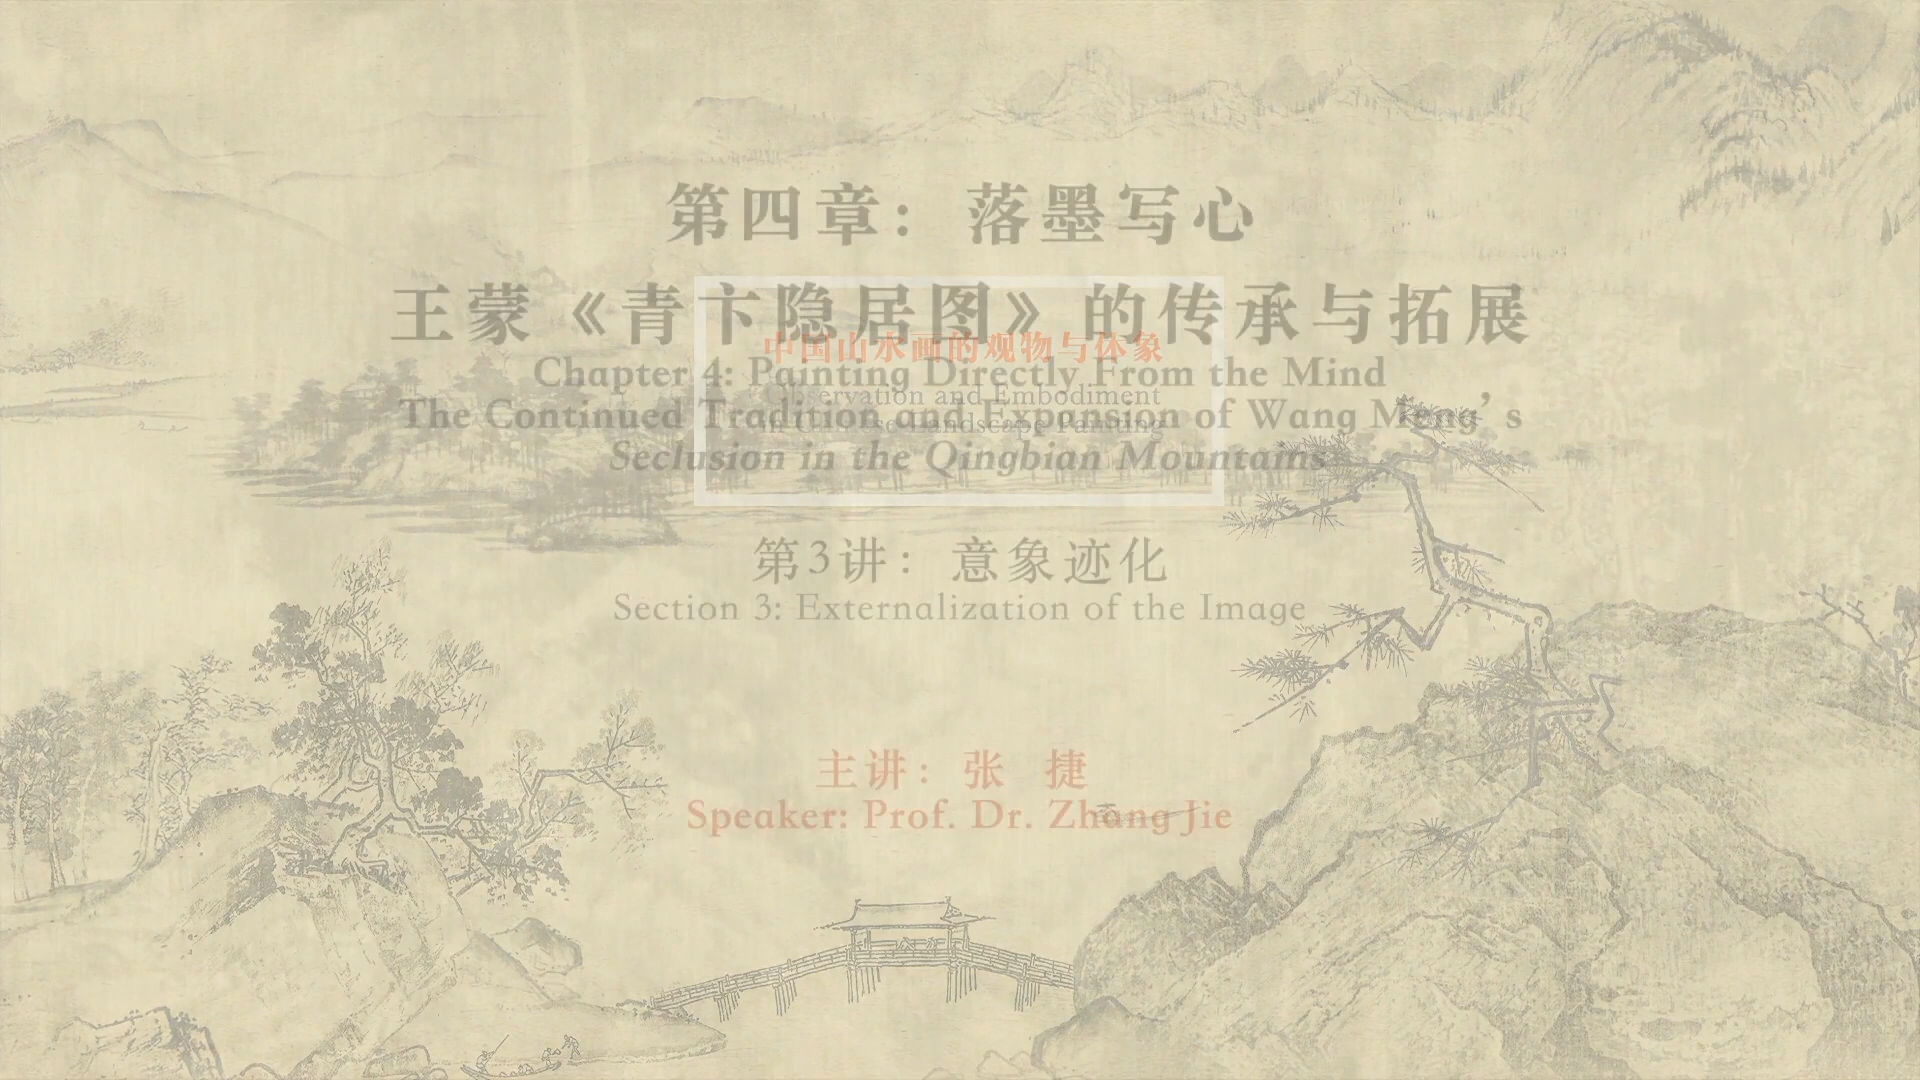 第四章：落墨写心
王蒙《青卞隐居图》的传承与拓展
中国山水画的观物与体象
Chapter 4: Painting Directly From the Mind
Observation and Embodiment
The Continued Tradition and Expansion of Wang Meng's
in Chinese Landscape Painting
Seclusion in the Qingbian Mountains
第3讲：意象迹化
Section 3: Externalization of the Image
主讲：张 捷
Speaker: Prof. Dr. Zhang Jie